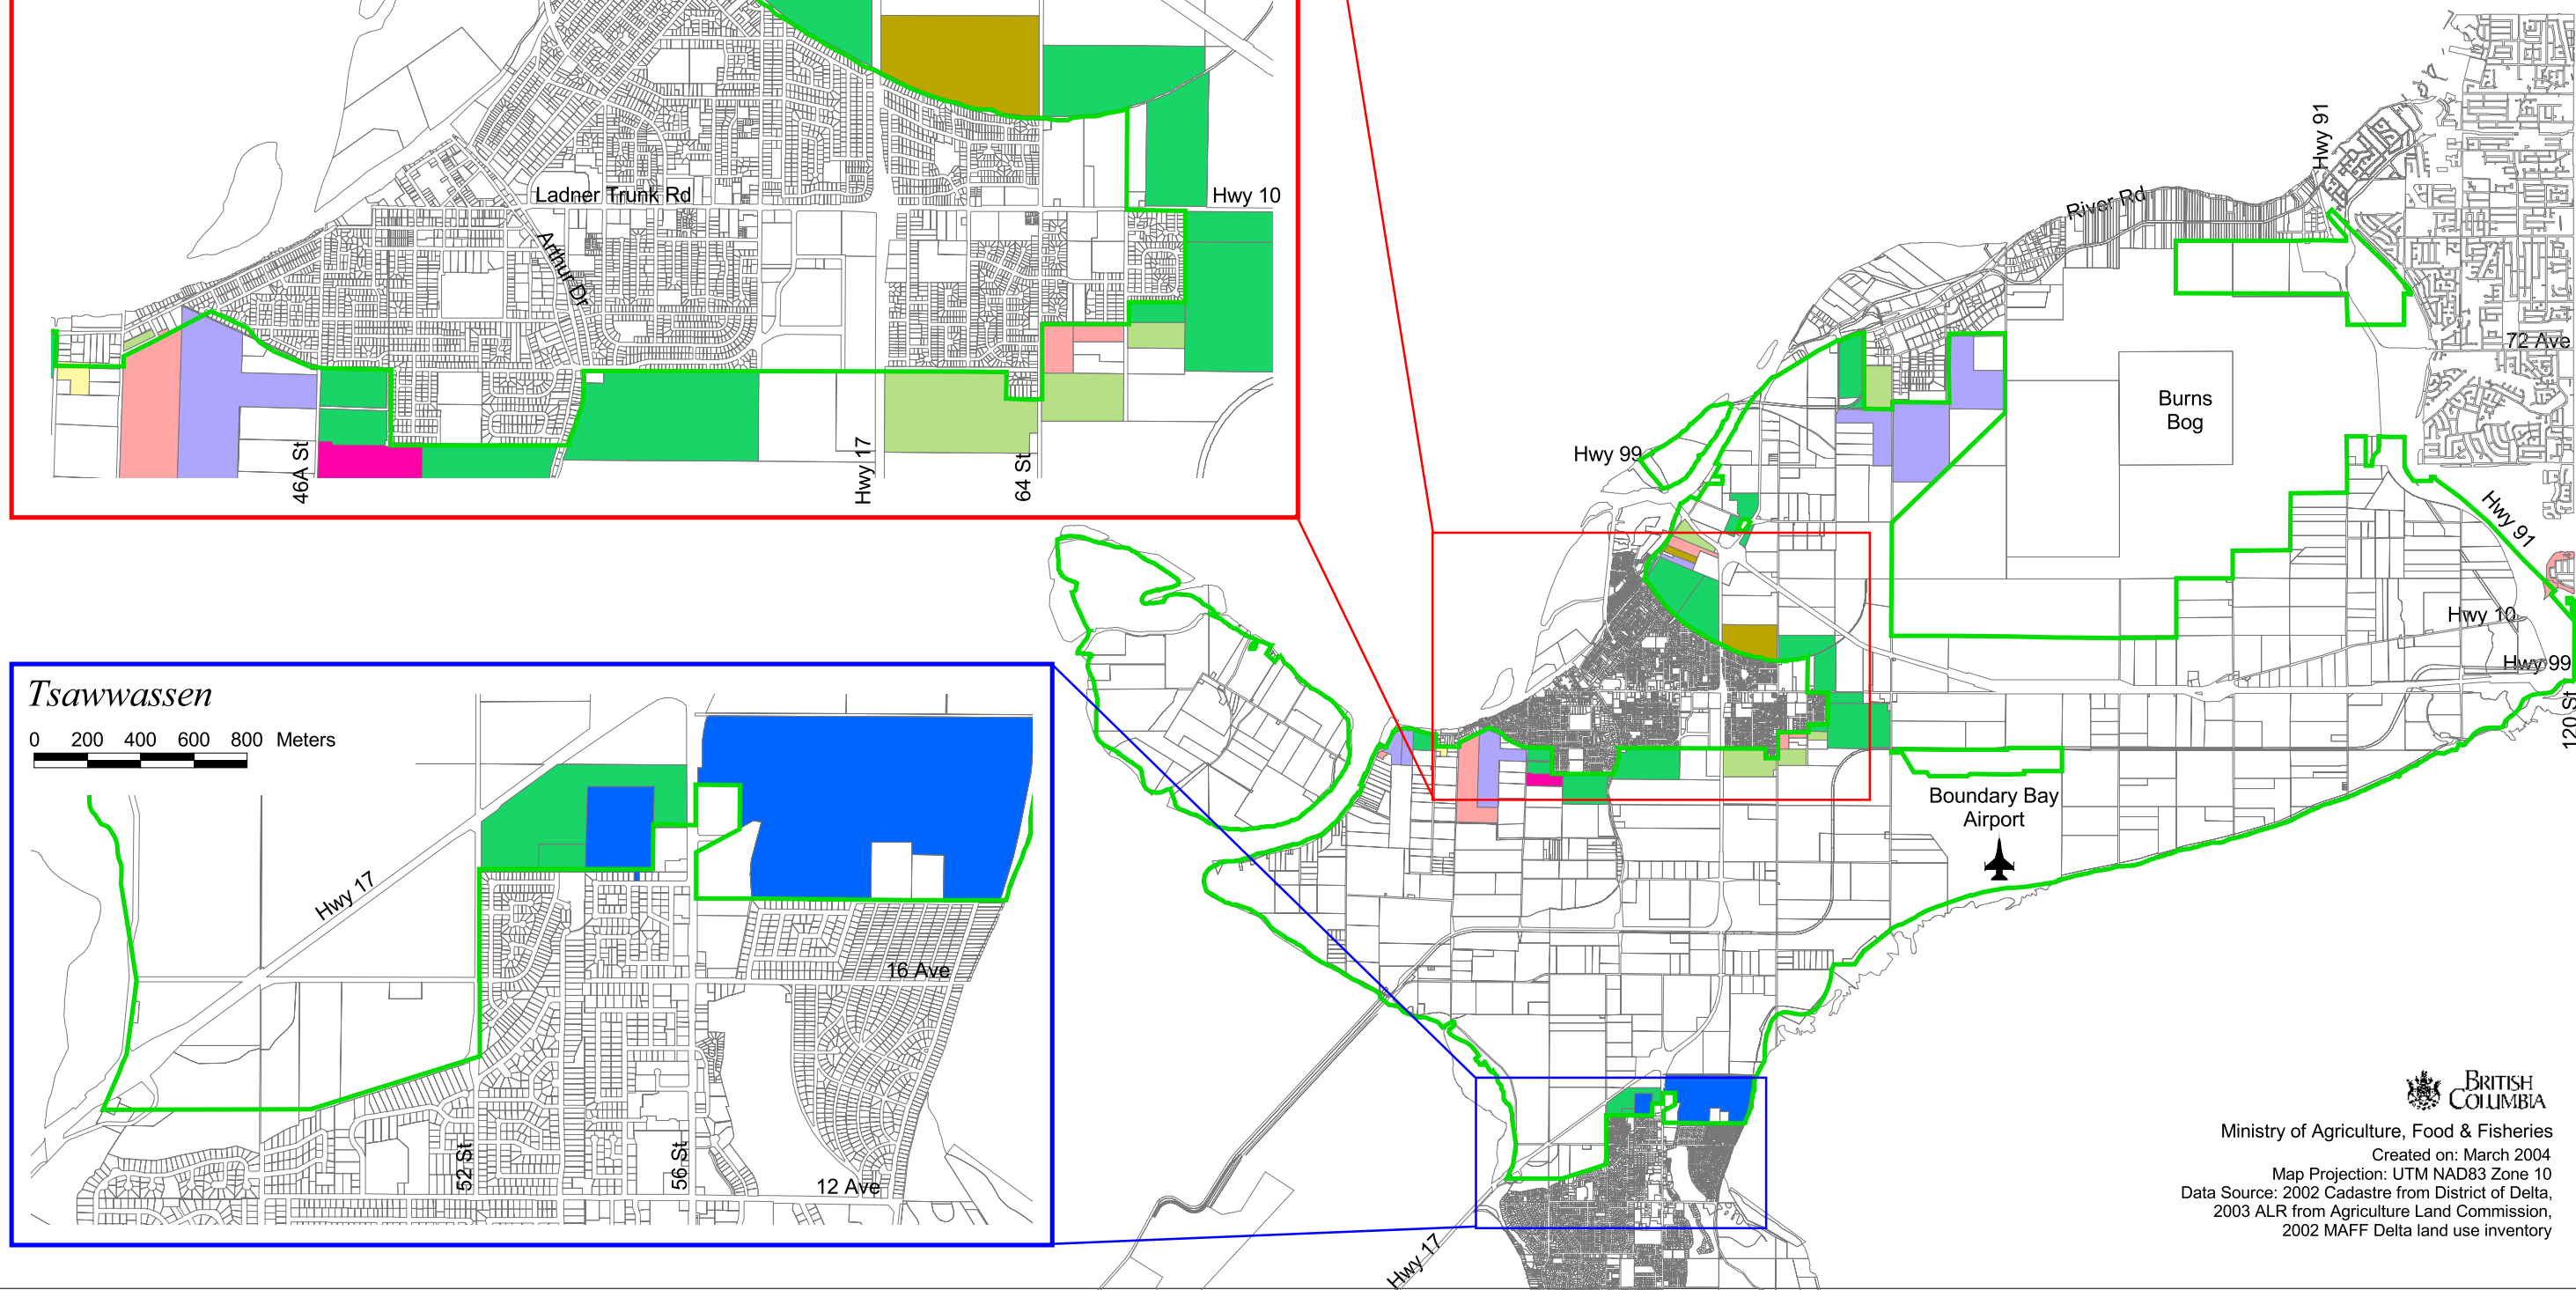 Ladner Trunk Rd
Hwy 10
Arthur Dr
46A St
Hwy 17
64 St
Hwy 91
River Rd
72 Ave
Burns
Bog
Hwy 99
Hwy 91
Hwy 10
Hwy 99
120 St
Boundary Bay
Airport
Tsawwassen
0 200 400 600 800 Meters
Hwy 17
16 Ave
52 St
56 St
12 Ave
Hwy 17
BRITISH
COLUMBIA
Ministry of Agriculture, Food & Fisheries
Created on: March 2004
Map Projection: UTM NAD83 Zone 10
Data Source: 2002 Cadastre from District of Delta,
2003 ALR from Agriculture Land Commission,
2002 MAFF Delta land use inventory